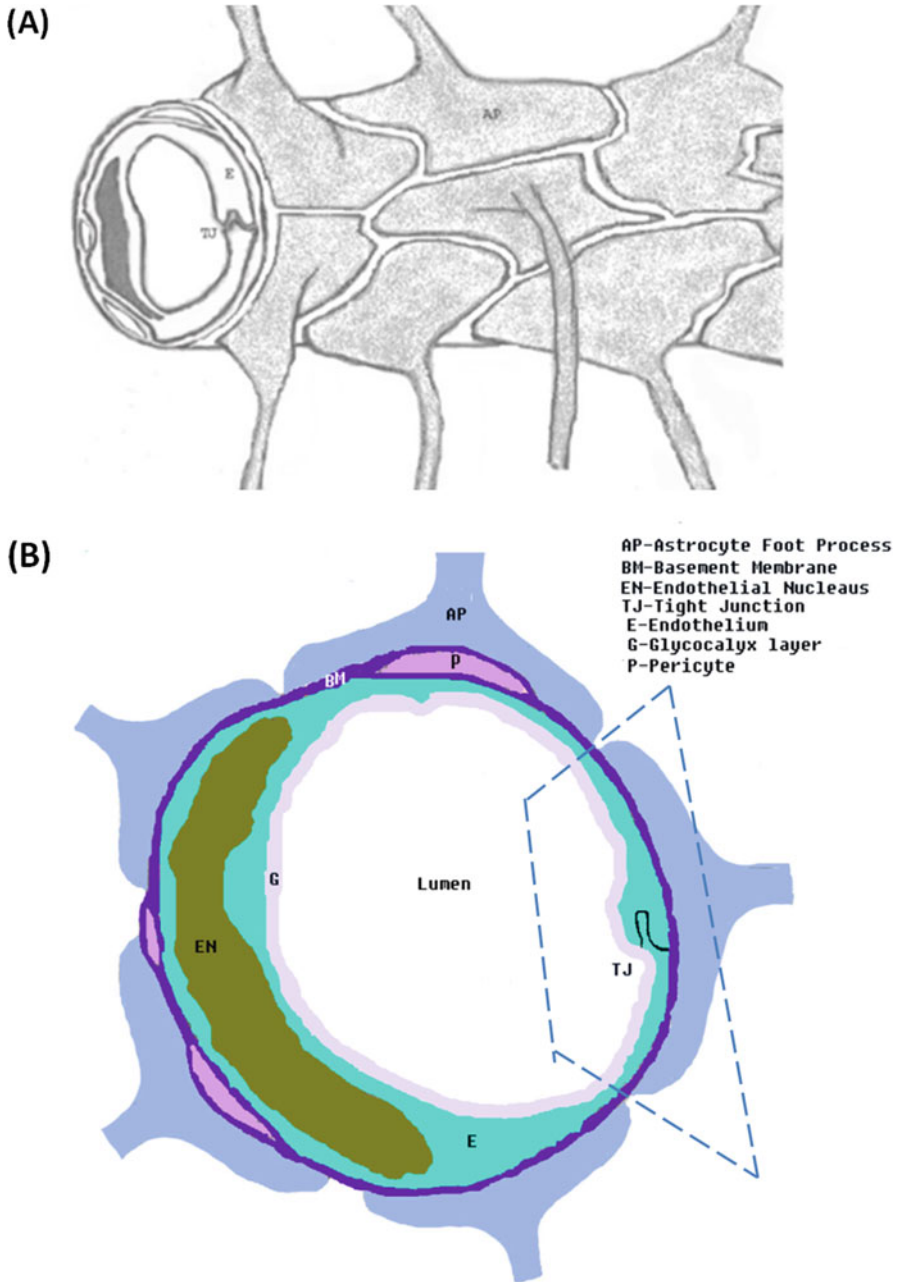 (A)
AP
E
TJ
(B)
AP-Astrocyte Foot Process
BM-Basement Membrane
EN-Endothelial Nucleaus
TJ-Tight Junction
E-Endothelium
G-Glycocalyx layer
P-Pericyte
AP
P
BM
G
Lumen
EN
TJ
E